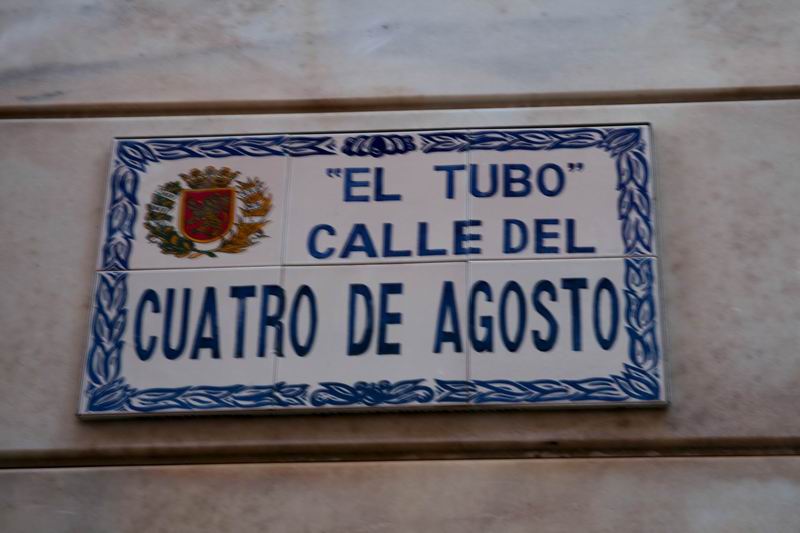 "EL TUBO"
CALLE DEL
CUATRO DE AGOSTO